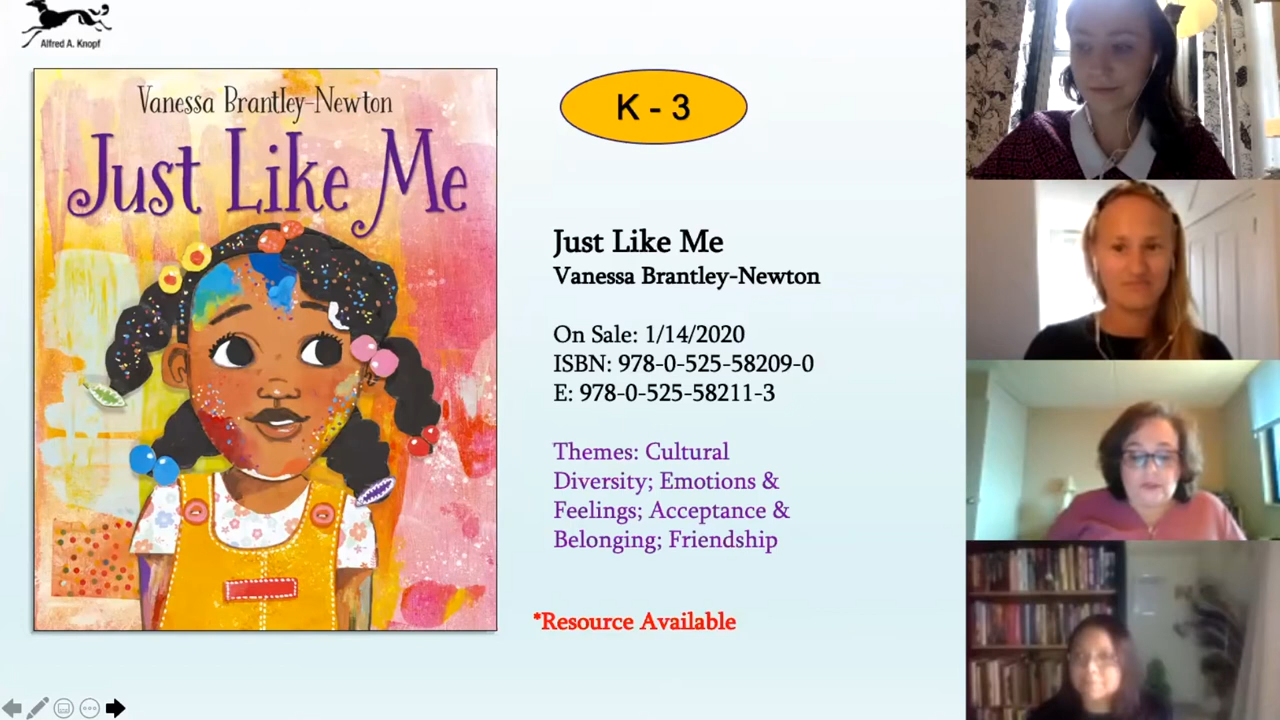 Alfred A. Knopf
Vanessa Brantley-Newton
Just Like Me
K - 3
Just Like Me
Vanessa Brantley-Newton
On Sale: 1/14/2020
ISBN: 978-0-525-58209-0
E: 978-0-525-58211-3
Themes: Cultural
Diversity; Emotions &
Feelings; Acceptance &
Belonging; Friendship
*Resource Available